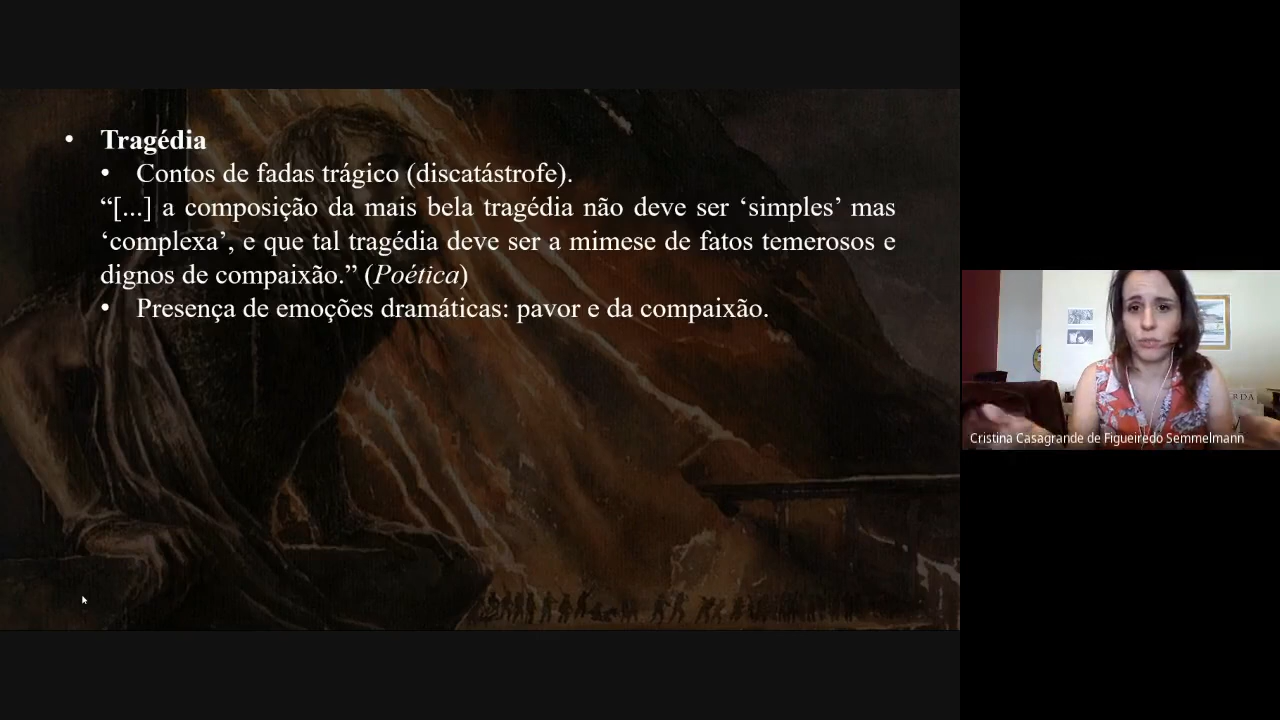 • Tragédia
• Contos de fadas trágico (discatástrofe).
“[...] a composição da mais bela tragédia não deve ser ‘simples’ mas
‘complexa’, e que tal tragédia deve ser a mimese de fatos temerosos e
dignos de compaixão.” (Poética)
• Presença de emoções dramáticas: pavor e da compaixão.
Cristina Casagrande de Figueiredo Semmelmann